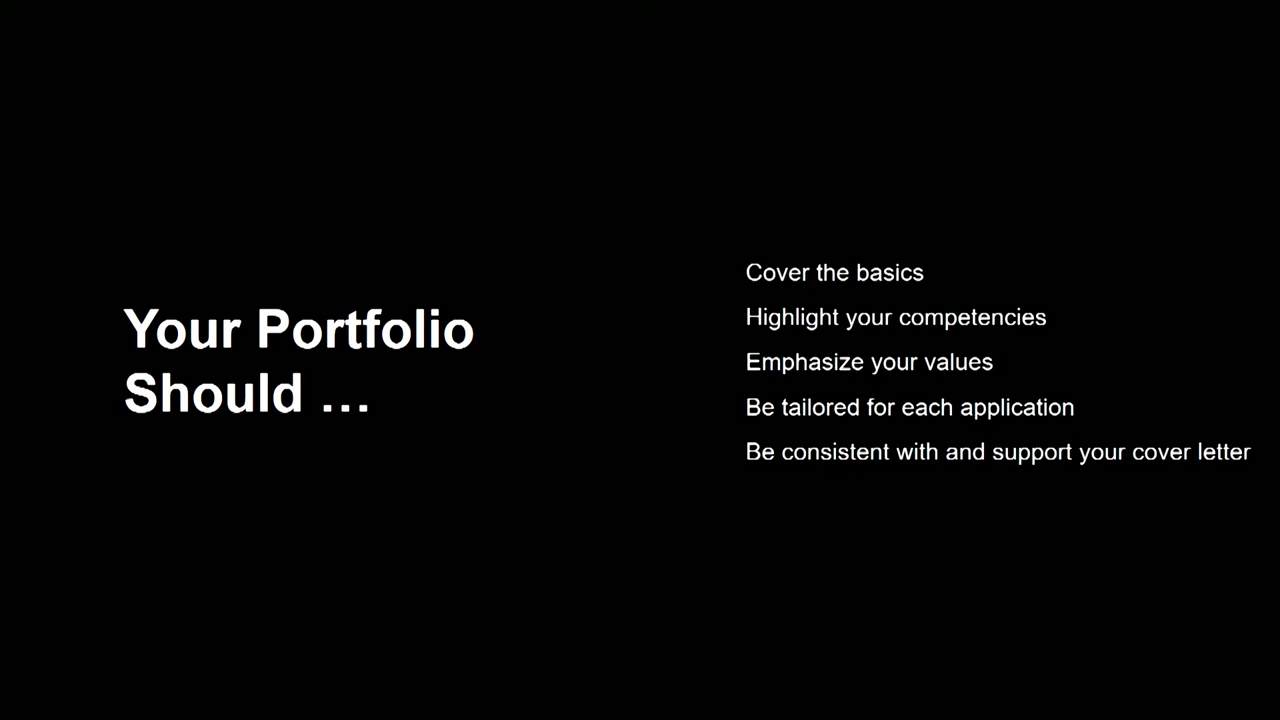 Your Portfolio
Should …
Cover the basics
Highlight your competencies
Emphasize your values
Be tailored for each application
Be consistent with and support your cover letter